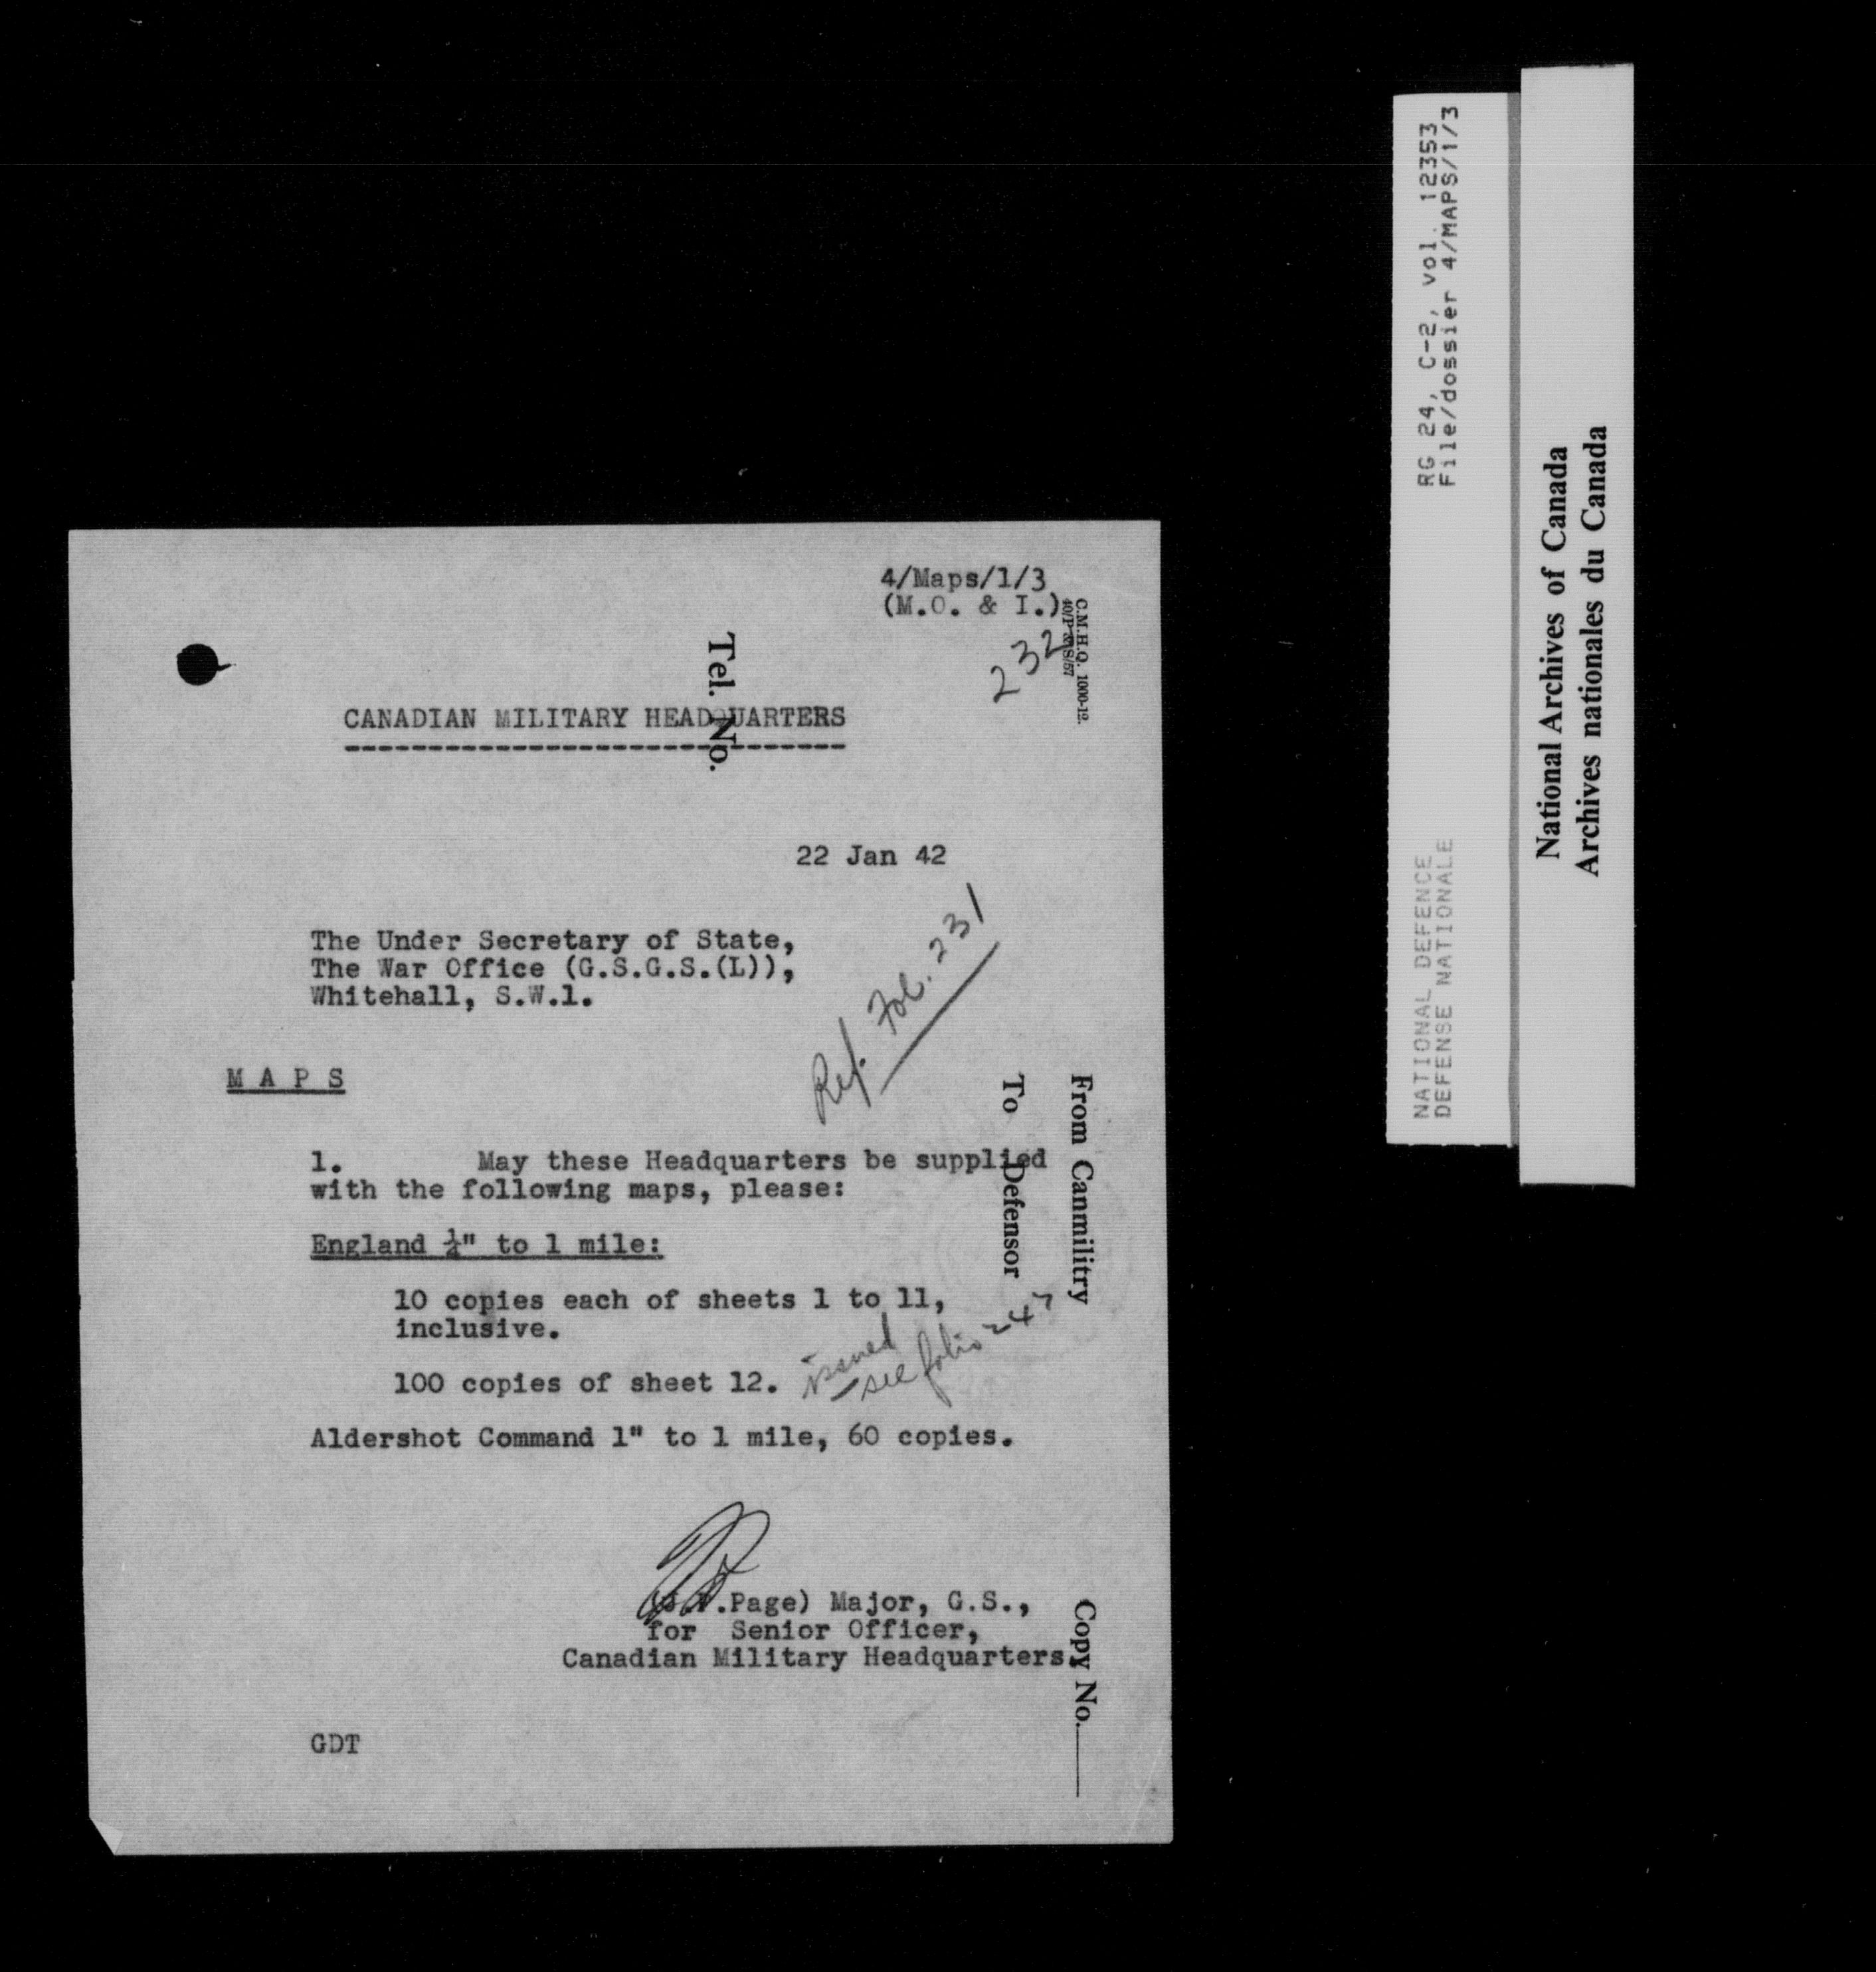 4/Maps/1/3
(M.O. & I.)
C.M.H.Q. 1000-12.
40/P & S/57
232
Tel. No.
CANADIAN MILITARY HEADQUARTERS
22 Jan 42
The Under Secretary of State,
The War Office (G.S.G.S.(L)),
Whitehall, S.W.1.
Ref. Fol. 231
M A P S
From Canmilitry
To Defensor
1. May these Headquarters be supplied
with the following maps, please:
England ¼" to 1 mile:
10 copies each of sheets 1 to 11,
inclusive.
100 copies of sheet 12.
issued
see folio 247
Aldershot Command 1" to 1 mile, 60 copies.
Page) Major, G.S.,
for Senior Officer,
Canadian Military Headquarters.
Copy No.
GDT
RG 24, C-2, vol. 12353
File/dossier 4/MAPS/1/3
NATIONAL DEFENCE
DEFENSE NATIONALE
National Archives of Canada
Archives nationales du Canada